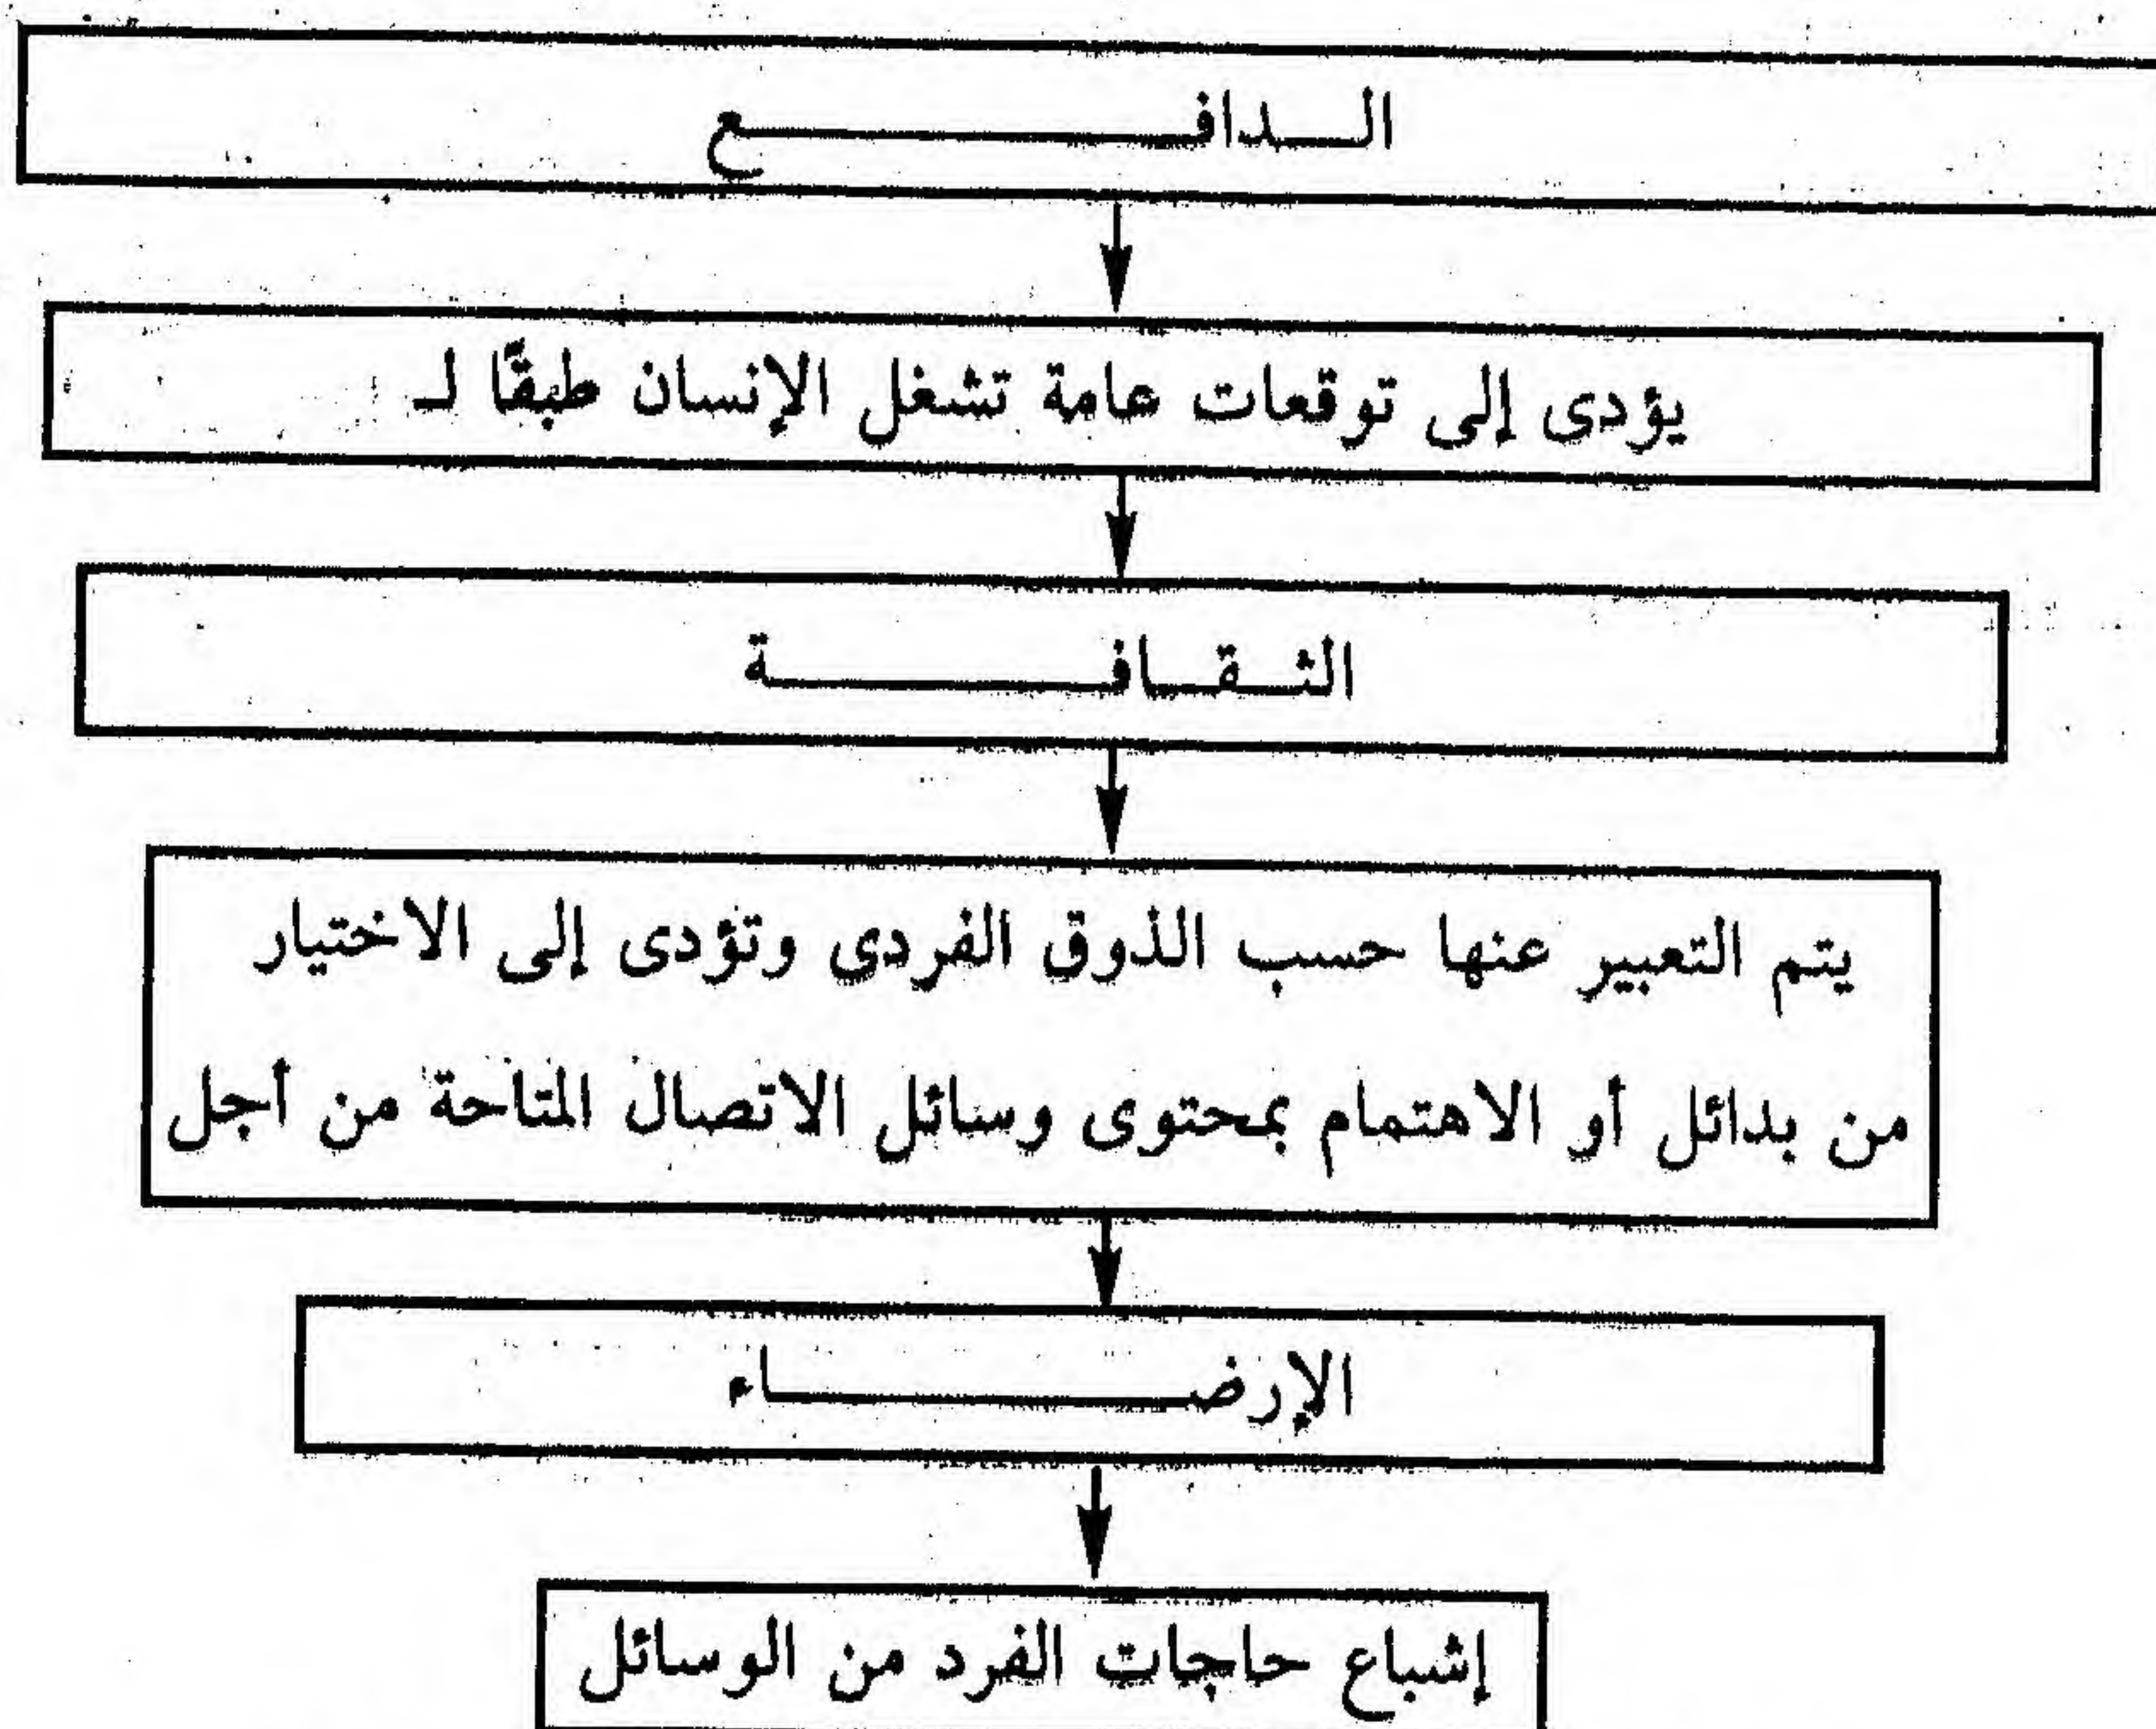 الدافع
يؤدى إلى توقعات عامة تشغل الإنسان طبقًا لـ
الثقافة
يتم التعبير عنها حسب الذوق الفردى وتؤدى إلى الاختيار
من بدائل أو الاهتمام بمحتوى وسائل الاتصال المتاحة من أجل
الإرضاء
إشباع حاجات الفرد من الوسائل